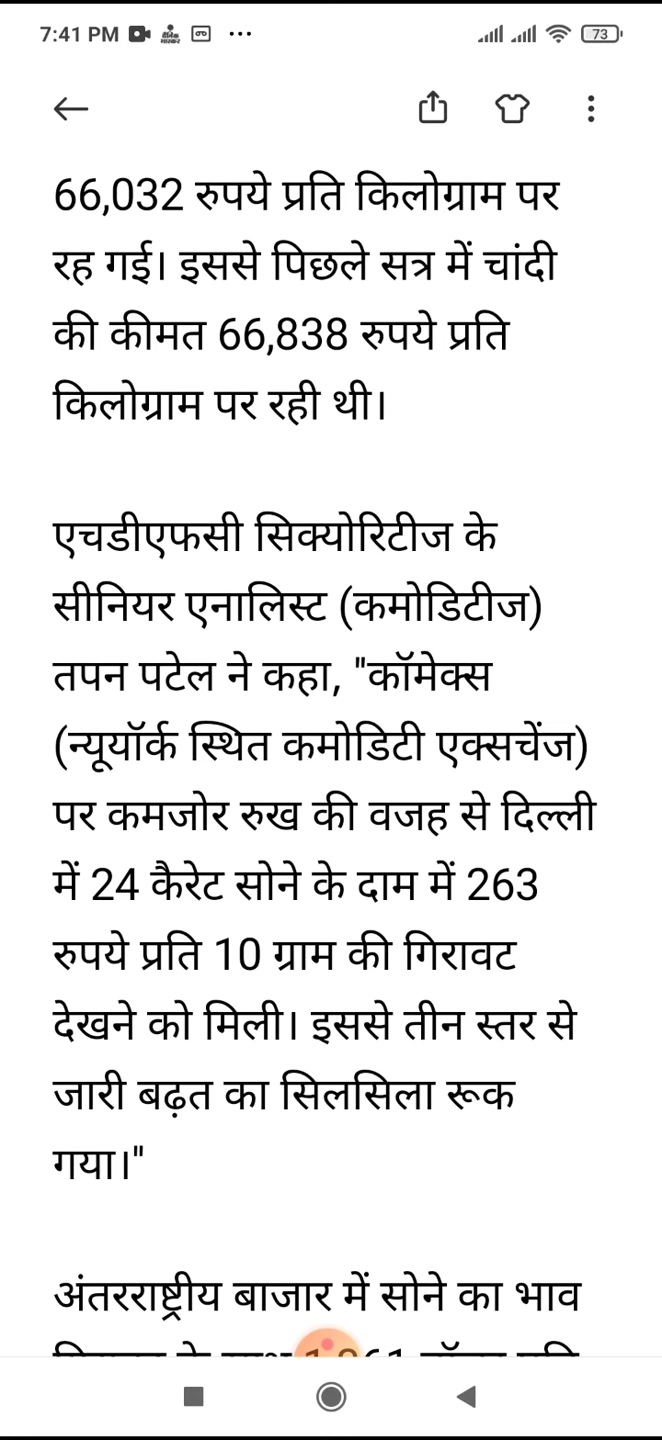 7:41 PM
73
66,032 रुपये प्रति किलोग्राम पर
रह गई। इससे पिछले सत्र में चांदी
की कीमत 66,838 रुपये प्रति
किलोग्राम पर रही थी।
एचडीएफसी सिक्योरिटीज के
सीनियर एनालिस्ट (कमोडिटीज)
तपन पटेल ने कहा, "कॉमेक्स
(न्यूयॉर्क स्थित कमोडिटी एक्सचेंज)
पर कमजोर रुख की वजह से दिल्ली
में 24 कैरेट सोने के दाम में 263
रुपये प्रति 10 ग्राम की गिरावट
देखने को मिली। इससे तीन स्तर से
जारी बढ़त का सिलसिला रूक
गया।"
अंतरराष्ट्रीय बाजार में सोने का भाव